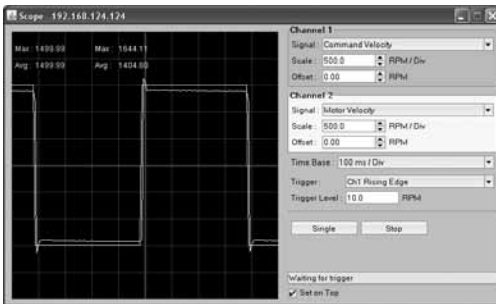 Scope 192.168.124.124
Max: 1499.99 Max: 1644.11
Avg: 1499.99 Avg: 1404.80
Channel 1
Signal: Command Velocity
Scale: 500.0 RPM / Div
Offset: 0.00 RPM
Channel 2
Signal: Motor Velocity
Scale: 500.0 RPM / Div
Offset: 0.00 RPM
Time Base: 100 ms / Div
Trigger: Ch1 Rising Edge
Trigger Level: 10.0 RPM
Single Stop
Waiting for trigger
Set on Top